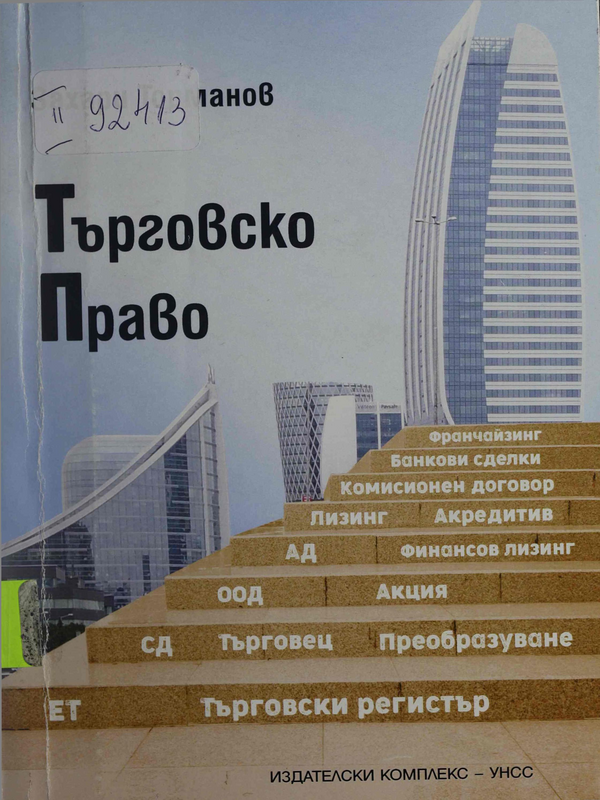 манов
II 92413
Търговско
Право
Франчайзинг
Банкови сделки
Комисионен договор
Лизинг Акредитив
АД Финансов лизинг
ООД Акция
СД Търговец Преобразуване
ЕТ Търговски регистър
ИЗДАТЕЛСКИ КОМПЛЕКС – УНСС